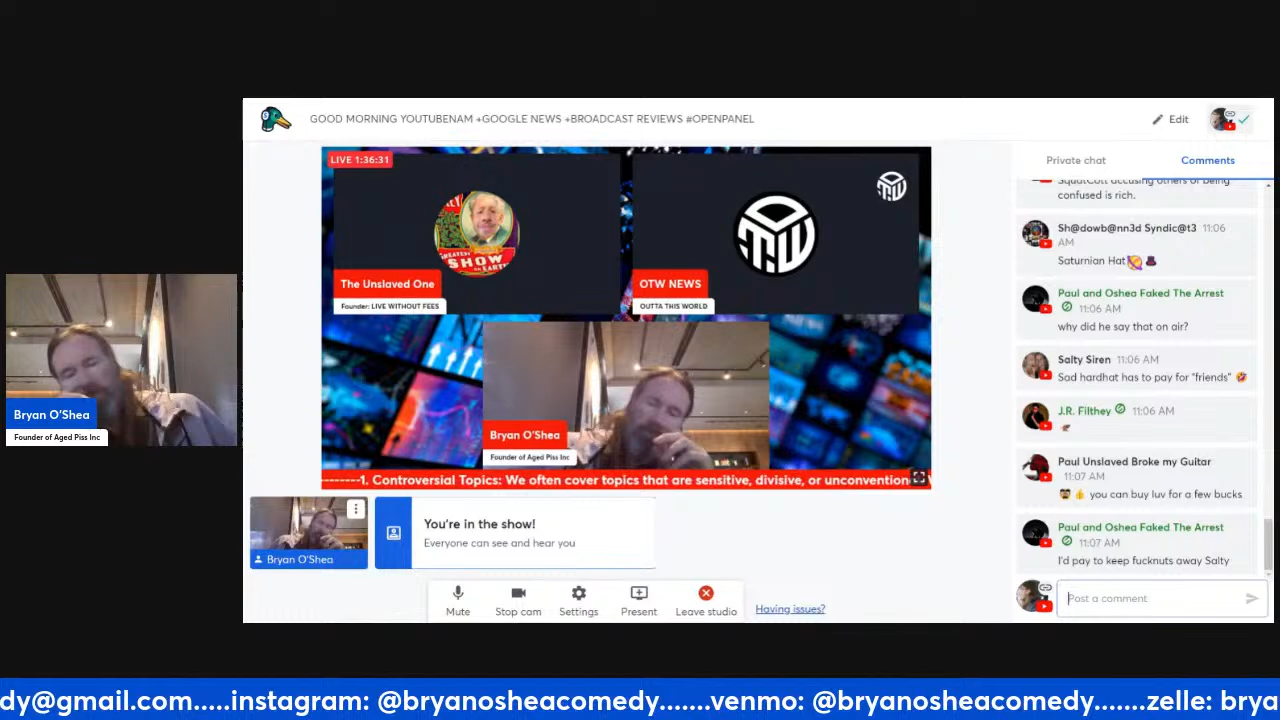 GOOD MORNING YOUTUBENAM +GOOGLE NEWS +BROADCAST REVIEWS #OPENPANEL
Edit
LIVE 1:36:31
The Unslaved One
Founder: LIVE WITHOUT FEES
OTW NEWS
OUTTA THIS WORLD
TW
Bryan O'Shea
Founder of Aged Piss Inc
Bryan O'Shea
Founder of Aged Piss Inc
--------1. Controversial Topics: We often cover topics that are sensitive, divisive, or unconvention
Bryan O'Shea
You're in the show!
Everyone can see and hear you
Mute
Stop cam
Settings
Present
Leave studio
Having issues?
Private chat
Comments
confused is rich.
Sh@dowb@nn3d Syndic@t3 11:06
AM
Saturnian Hat
Paul and Oshea Faked The Arrest
11:06 AM
why did he say that on air?
Salty Siren 11:06 AM
Sad hardhat has to pay for "friends"
J.R. Filthey 11:06 AM
Paul Unslaved Broke my Guitar
11:07 AM
you can buy luv for a few bucks
Paul and Oshea Faked The Arrest
11:07 AM
I'd pay to keep fucknuts away Salty
Post a comment
dy@gmail.com.....instagram: @bryanosheacomedy.......venmo: @bryanosheacomedy.......zelle: brya